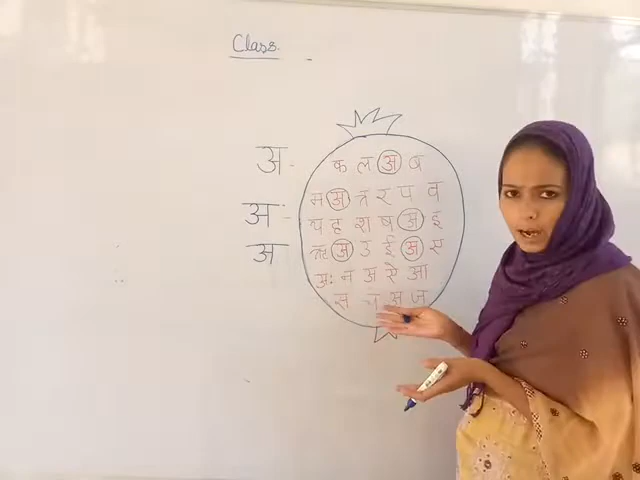 Class.
अ
क ल अ ब
म अ त्र र प व
अ
य ह श ष अ इ
अ
ऋ अ उ ई अ स
अः न अ सै आ
स च अ ज